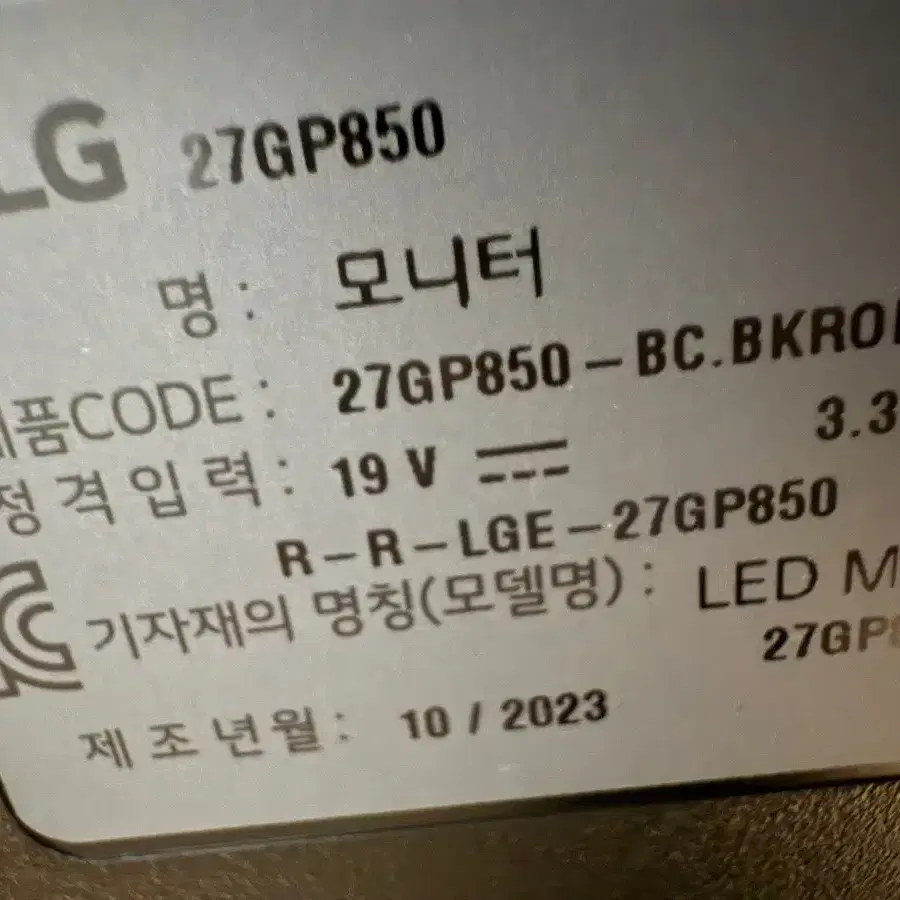 LG 27GP850
명 : 모니터
제품CODE : 27GP850-BC.BKRO
정격입력 : 19 V 3.3
R-R-LGE-27GP850
기자재의 명칭(모델명) : LED M
27GP8
제조년월 : 10 / 2023